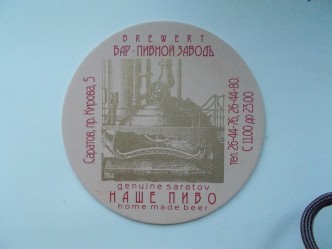 BREWERT
БАР - ПИВНОЙ ЗАВОДЪ
Саратов, пр. Кирова, 5
тел. 26-44-76, 26-44-80.
С 11.00 до 23.00
genuine saratov
НАШЕ ПИВО
home made beer